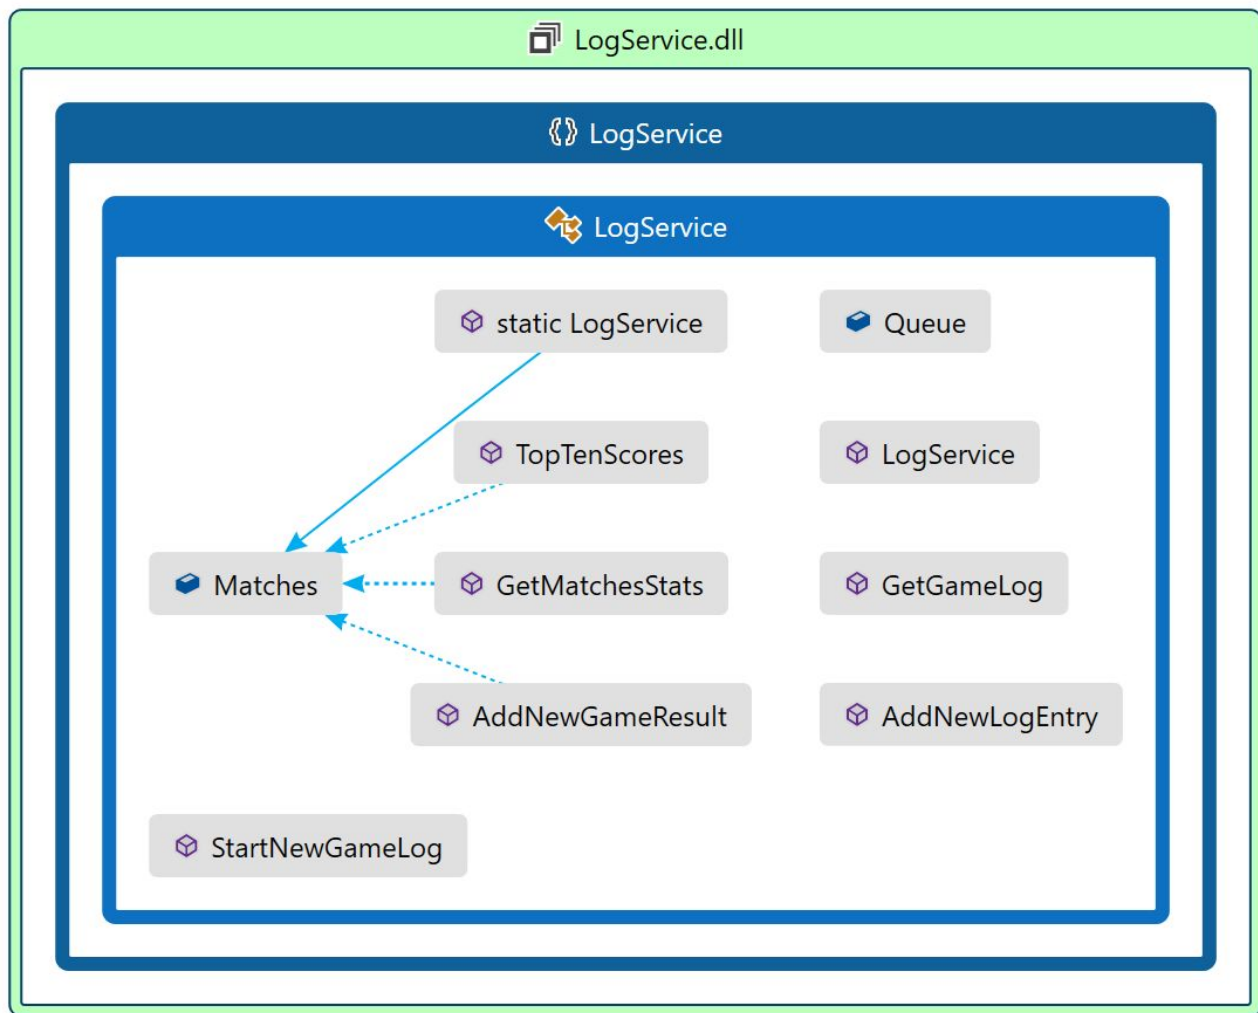 LogService.dll
LogService
LogService
static LogService
Queue
TopTenScores
LogService
Matches
GetMatchesStats
GetGameLog
AddNewGameResult
AddNewLogEntry
StartNewGameLog